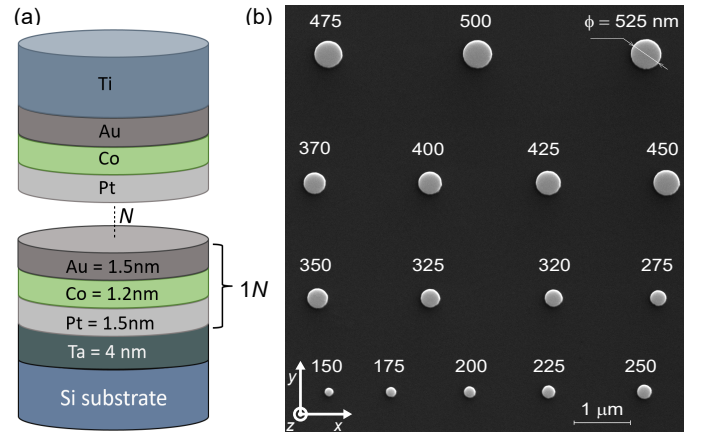 (a)
Ti
Au
Co
Pt
N
Au = 1.5nm
Co = 1.2nm
Pt = 1.5nm
1N
Ta = 4 nm
Si substrate
(b)
475 500 ϕ = 525 nm
370 400 425 450
350 325 320 275
150 175 200 225 250
y
z x
1 μm